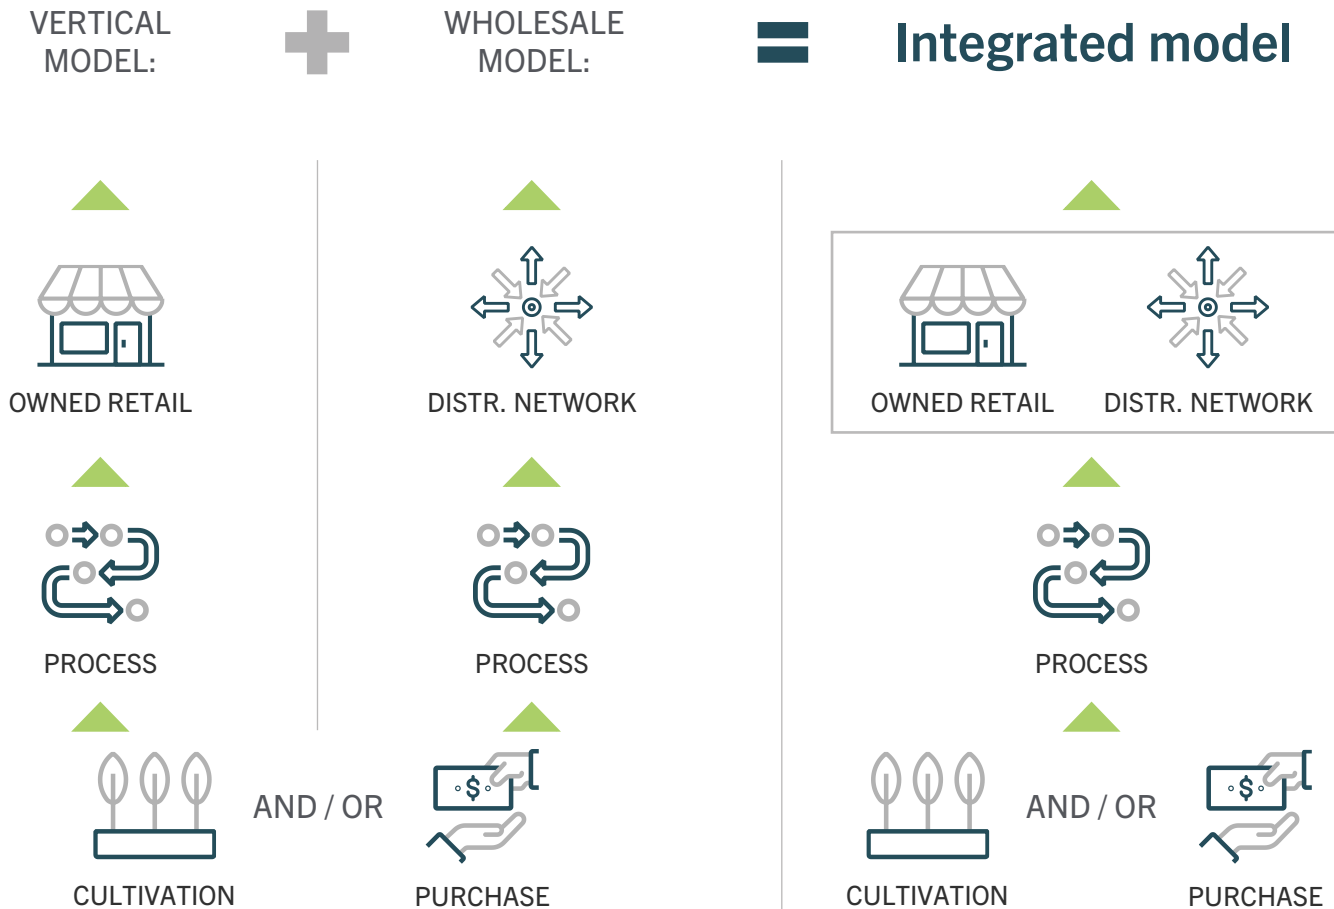 VERTICAL
MODEL:
WHOLESALE
MODEL:
Integrated model
OWNED RETAIL
DISTR. NETWORK
OWNED RETAIL
DISTR. NETWORK
PROCESS
PROCESS
PROCESS
$
AND / OR
$
AND / OR
CULTIVATION
PURCHASE
CULTIVATION
PURCHASE